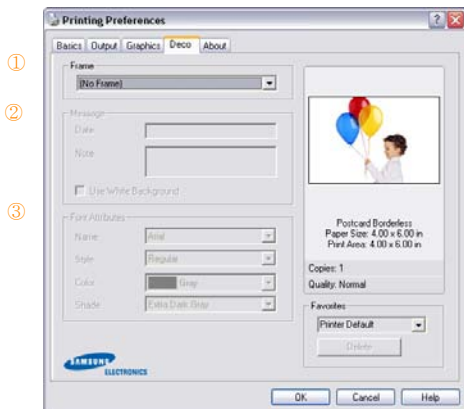 Printing Preferences
Basics Output Graphics Deco About
① Frame
(No Frame)
② Message
Date
Note
Use White Background
③ Font Attributes
Name Arial
Style Regular
Color Gray
Shade Extra Dark Gray
SAMSUNG
ELECTRONICS
Postcard Borderless
Paper Size: 4.00 x 6.00 in
Print Area: 4.00 x 6.00 in
Copies: 1
Quality: Normal
Favorites
Printer Default
Delete
OK Cancel Help